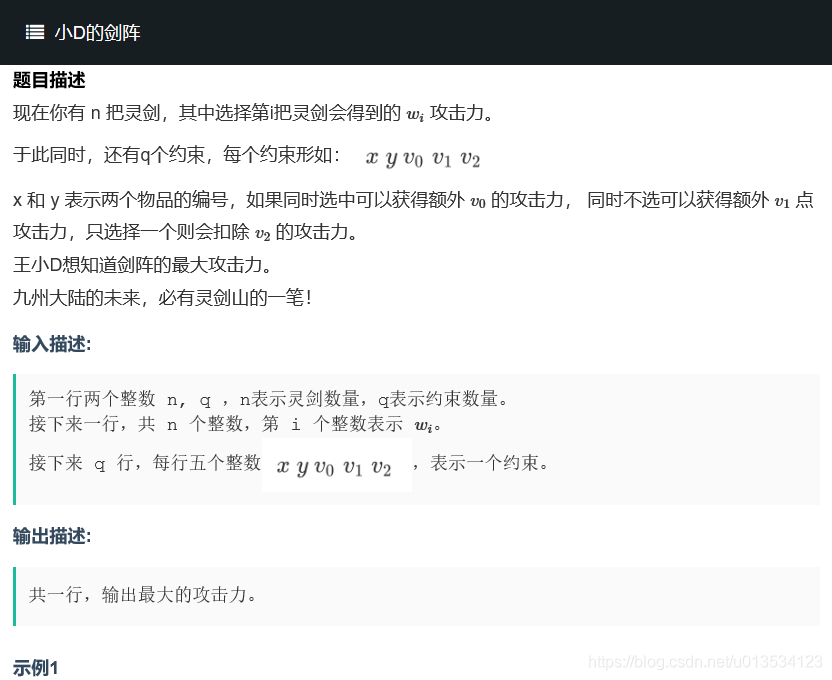 小D的剑阵
题目描述
现在你有 n 把灵剑，其中选择第i把灵剑会得到的 wi 攻击力。
于此同时，还有q个约束，每个约束形如： x y v0 v1 v2
x 和 y 表示两个物品的编号，如果同时选中可以获得额外 v0 的攻击力， 同时不选可以获得额外 v1 点
攻击力，只选择一个则会扣除 v2 的攻击力。
王小D想知道剑阵的最大攻击力。
九州大陆的未来，必有灵剑山的一笔！
输入描述:
第一行两个整数 n, q ，n表示灵剑数量，q表示约束数量。
接下来一行，共 n 个整数，第 i 个整数表示 wi。
接下来 q 行，每行五个整数 x y v0 v1 v2 ，表示一个约束。
输出描述:
共一行，输出最大的攻击力。
示例1
https://blog.csdn.net/u013534123